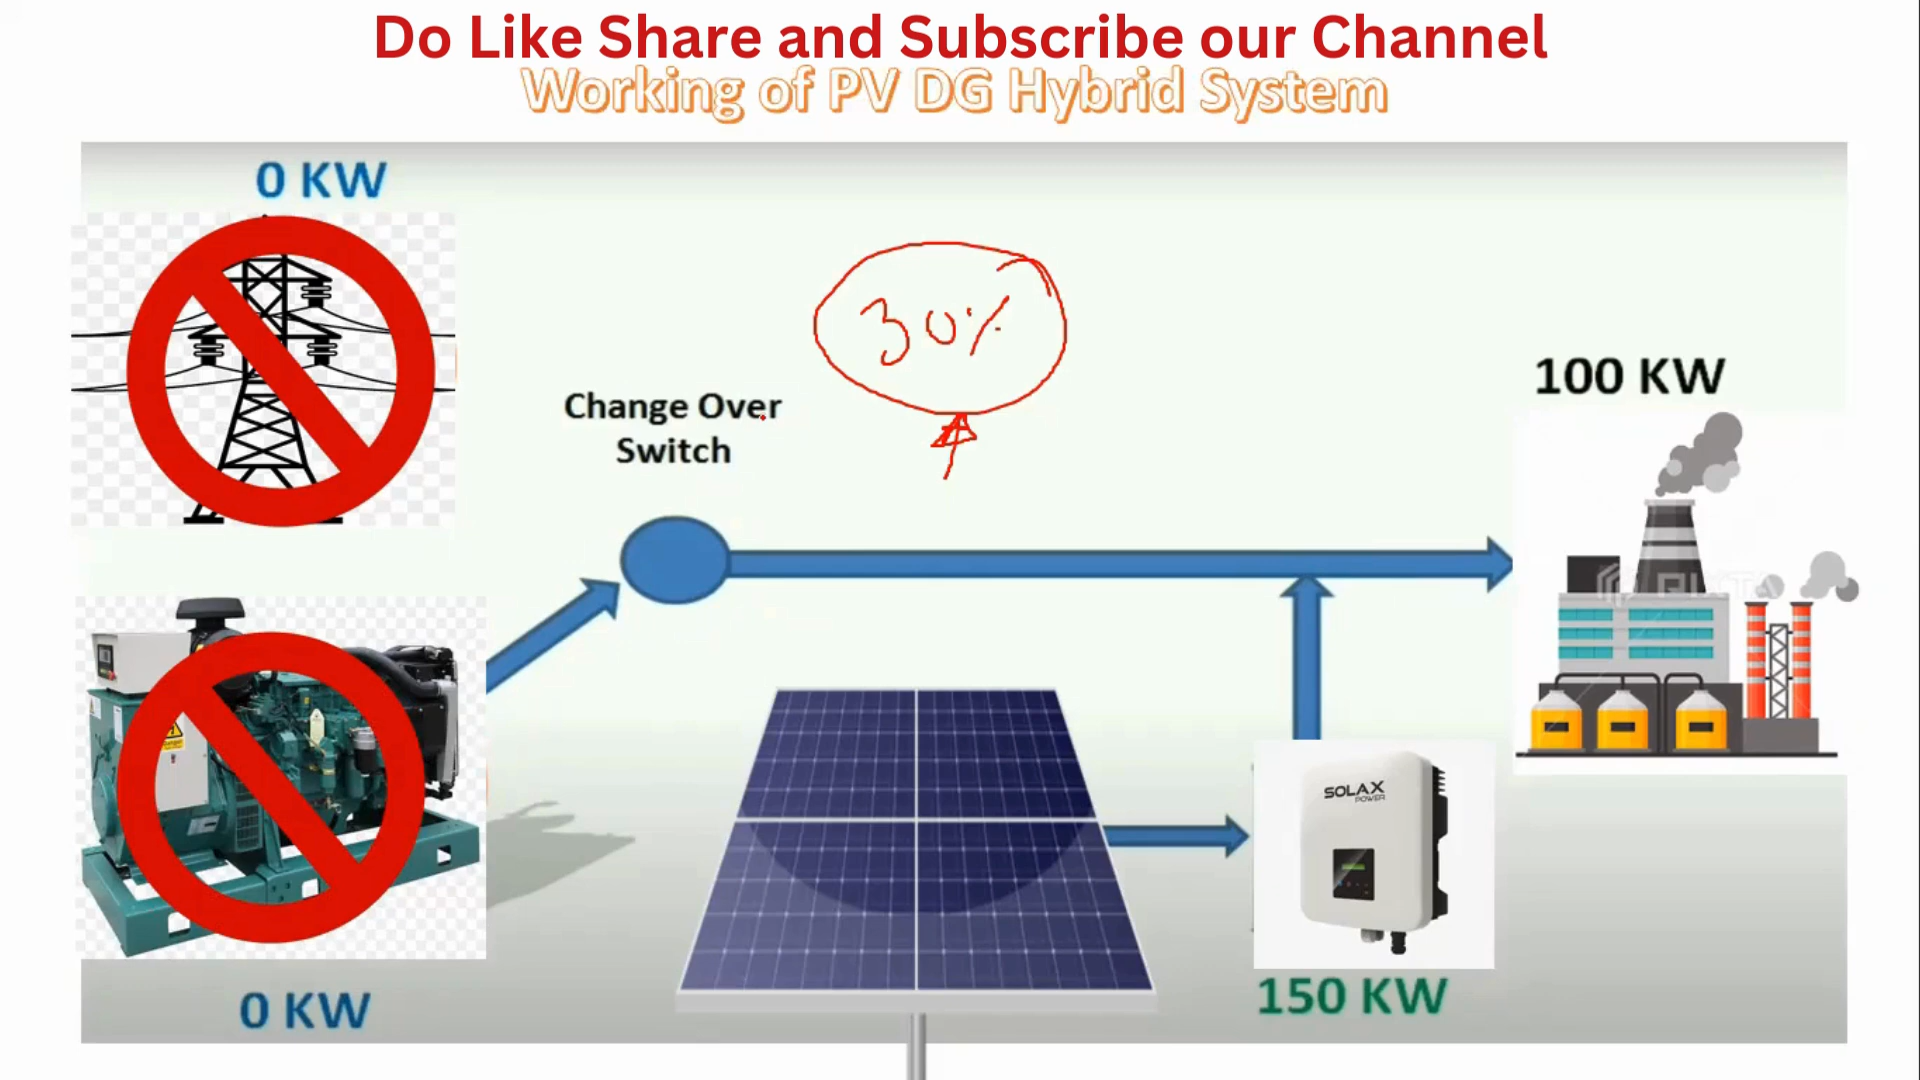 Do Like Share and Subscribe our Channel
Working of PV DG Hybrid System
0 KW
30%
100 KW
Change Over
Switch
SOLAX
POWER
150 KW
0 KW